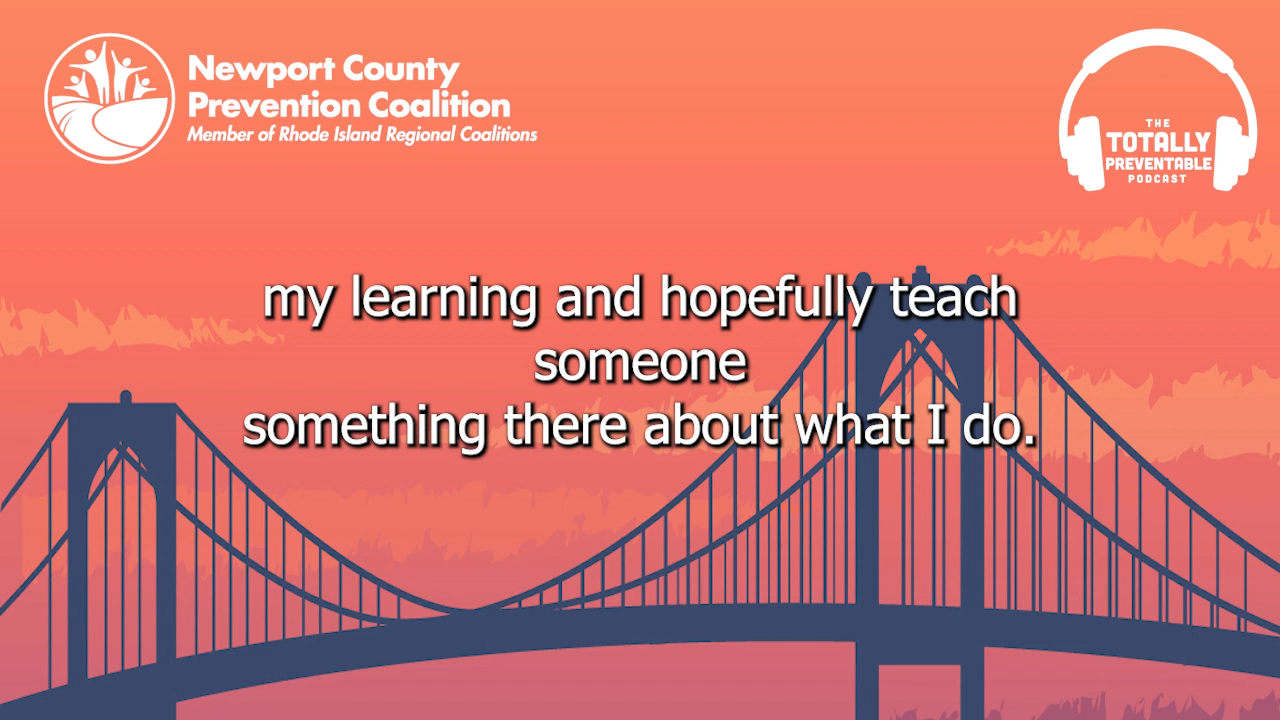 Newport County
Prevention Coalition
Member of Rhode Island Regional Coalitions
THE
TOTALLY
PREVENTABLE
PODCAST
my learning and hopefully teach
someone
something there about what I do.